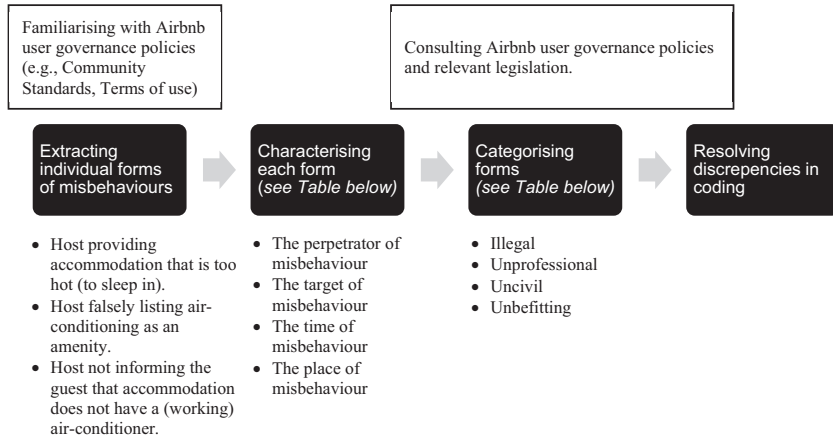 Familiarising with Airbnb
user governance policies
(e.g., Community
Standards, Terms of use)
Consulting Airbnb user governance policies
and relevant legislation.
Extracting
individual forms
of misbehaviours
Characterising
each form
(see Table below)
Categorising
forms
(see Table below)
Resolving
discrepencies in
coding
• Host providing
accommodation that is too
hot (to sleep in).
• Host falsely listing air-
conditioning as an
amenity.
• Host not informing the
guest that accommodation
does not have a (working)
air-conditioner.
• The perpetrator of
misbehaviour
• The target of
misbehaviour
• The time of
misbehaviour
• The place of
misbehaviour
• Illegal
• Unprofessional
• Uncivil
• Unbefitting